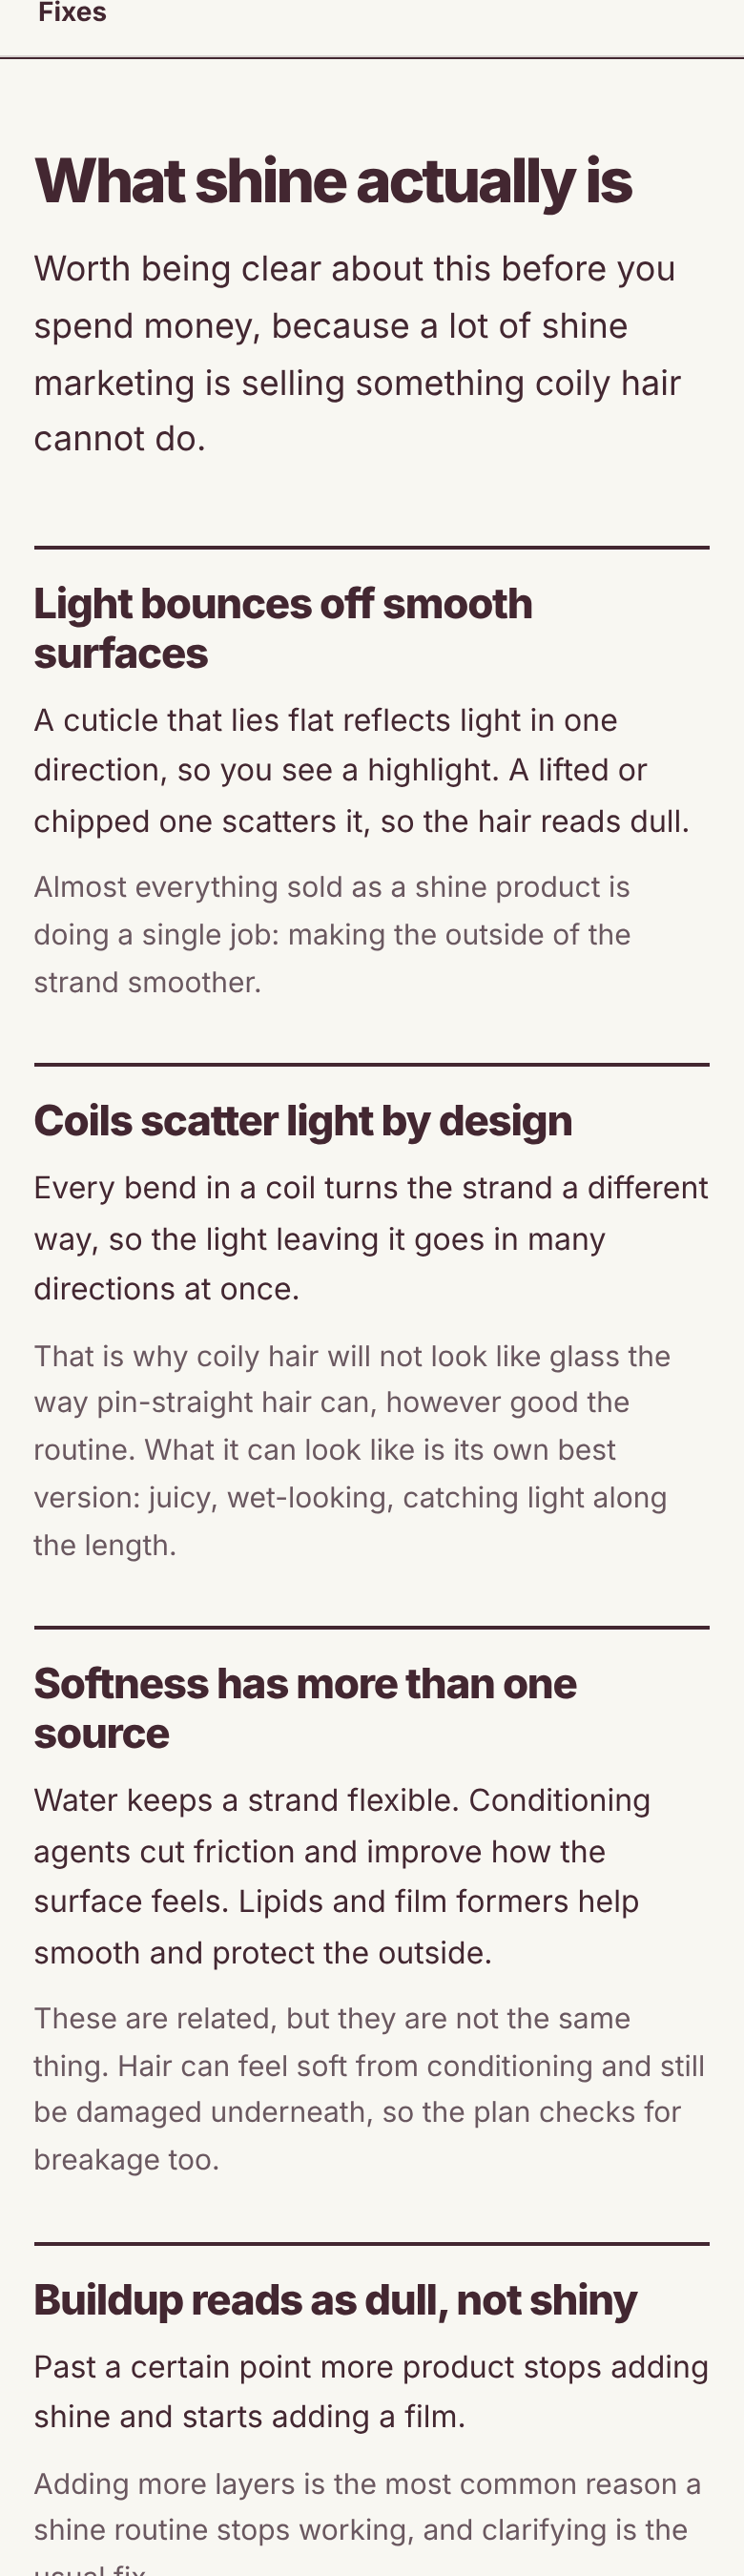 Fixes
What shine actually is
Worth being clear about this before you
spend money, because a lot of shine
marketing is selling something coily hair
cannot do.
Light bounces off smooth
surfaces
A cuticle that lies flat reflects light in one
direction, so you see a highlight. A lifted or
chipped one scatters it, so the hair reads dull.
Almost everything sold as a shine product is
doing a single job: making the outside of the
strand smoother.
Coils scatter light by design
Every bend in a coil turns the strand a different
way, so the light leaving it goes in many
directions at once.
That is why coily hair will not look like glass the
way pin-straight hair can, however good the
routine. What it can look like is its own best
version: juicy, wet-looking, catching light along
the length.
Softness has more than one
source
Water keeps a strand flexible. Conditioning
agents cut friction and improve how the
surface feels. Lipids and film formers help
smooth and protect the outside.
These are related, but they are not the same
thing. Hair can feel soft from conditioning and still
be damaged underneath, so the plan checks for
breakage too.
Buildup reads as dull, not shiny
Past a certain point more product stops adding
shine and starts adding a film.
Adding more layers is the most common reason a
shine routine stops working, and clarifying is the
usual fix.